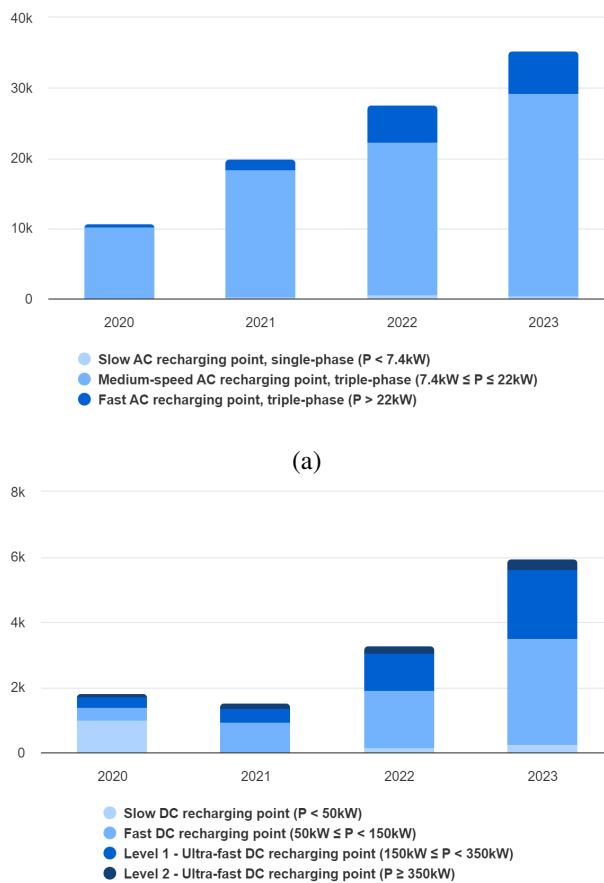 40k
30k
20k
10k
0
2020 2021 2022 2023
Slow AC recharging point, single-phase (P < 7.4kW)
Medium-speed AC recharging point, triple-phase (7.4kW ≤ P ≤ 22kW)
Fast AC recharging point, triple-phase (P > 22kW)
(a)
8k
6k
4k
2k
0
2020 2021 2022 2023
Slow DC recharging point (P < 50kW)
Fast DC recharging point (50kW ≤ P < 150kW)
Level 1 - Ultra-fast DC recharging point (150kW ≤ P < 350kW)
Level 2 - Ultra-fast DC recharging point (P ≥ 350kW)